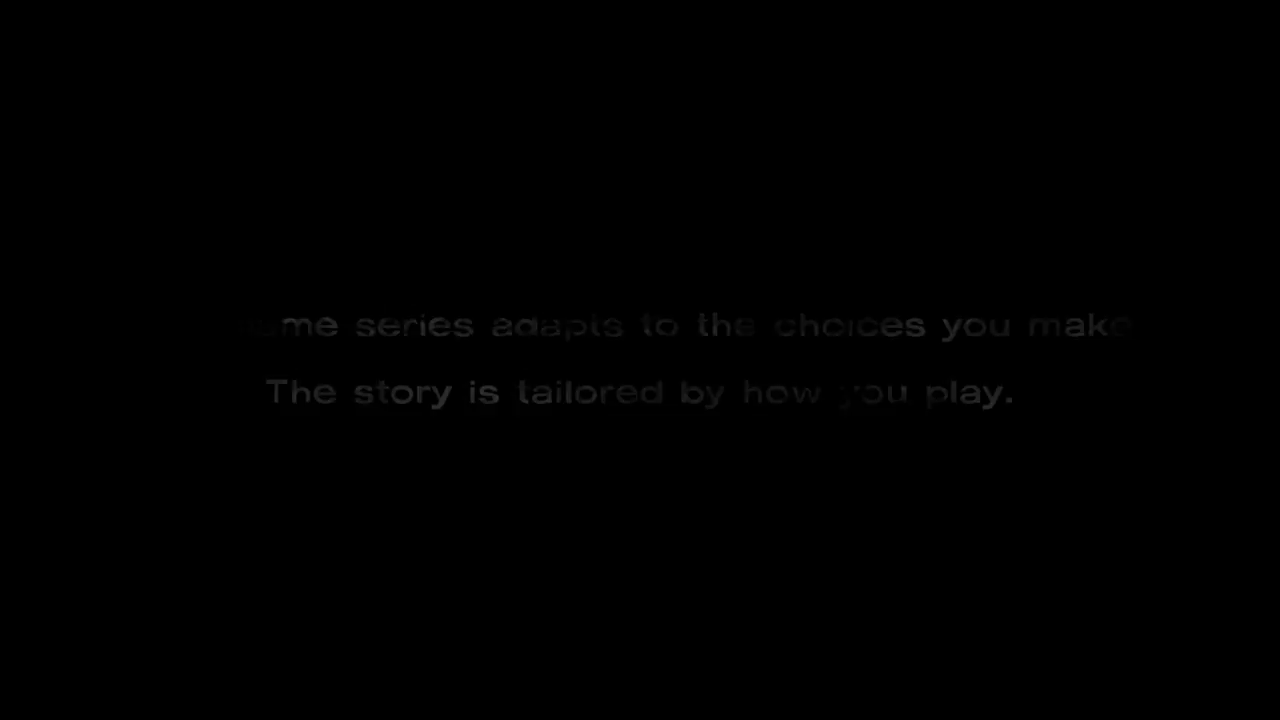 series adapts to the choices you make
The story is tailored by how you play.